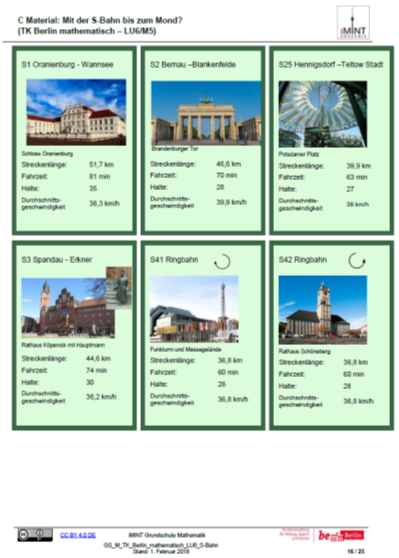 C Material: Mit der S-Bahn bis zum Mond?
(TK Berlin mathematisch – LU6/M5)
iMINT
AKADEMIE
S1 Oranienburg - Wannsee
Schloss Oranienburg
Streckenlänge: 51,7 km
Fahrzeit: 81 min
Halte: 35
Durchschnitts-
geschwindigkeit 38,3 km/h
S2 Bernau –Blankenfelde
Brandenburger Tor
Streckenlänge: 46,6 km
Fahrzeit: 70 min
Halte: 28
Durchschnitts-
geschwindigkeit 39,9 km/h
S25 Hennigsdorf –Teltow Stadt
Potsdamer Platz
Streckenlänge: 39,9 km
Fahrzeit: 63 min
Halte: 27
Durchschnitts-
geschwindigkeit 38 km/h
S3 Spandau - Erkner
Rathaus Köpenick mit Hauptmann
Streckenlänge: 44,6 km
Fahrzeit: 74 min
Halte: 30
Durchschnitts-
geschwindigkeit 36,2 km/h
S41 Ringbahn
Funkturm und Messegelände
Streckenlänge: 36,8 km
Fahrzeit: 60 min
Halte: 28
Durchschnitts-
geschwindigkeit 36,8 km/h
S42 Ringbahn
Rathaus Schöneberg
Streckenlänge: 36,8 km
Fahrzeit: 60 min
Halte: 28
Durchschnitts-
geschwindigkeit 36,8 km/h
CC BY 4.0 DE
iMINT Grundschule Mathematik
GS_M_TK_Berlin_mathematisch_LU6_S-Bahn
Stand: 1. Februar 2018
Berlin
16 / 25